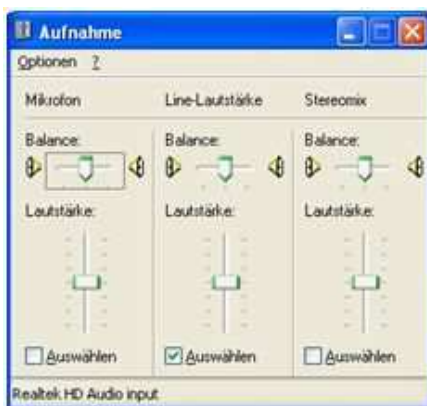 Aufnahme
Optionen ?
Mikrofon Line-Lautstärke Stereomix
Balance: Balance: Balance:
Lautstärke: Lautstärke: Lautstärke:
Auswählen Auswählen Auswählen
Realtek HD Audio input